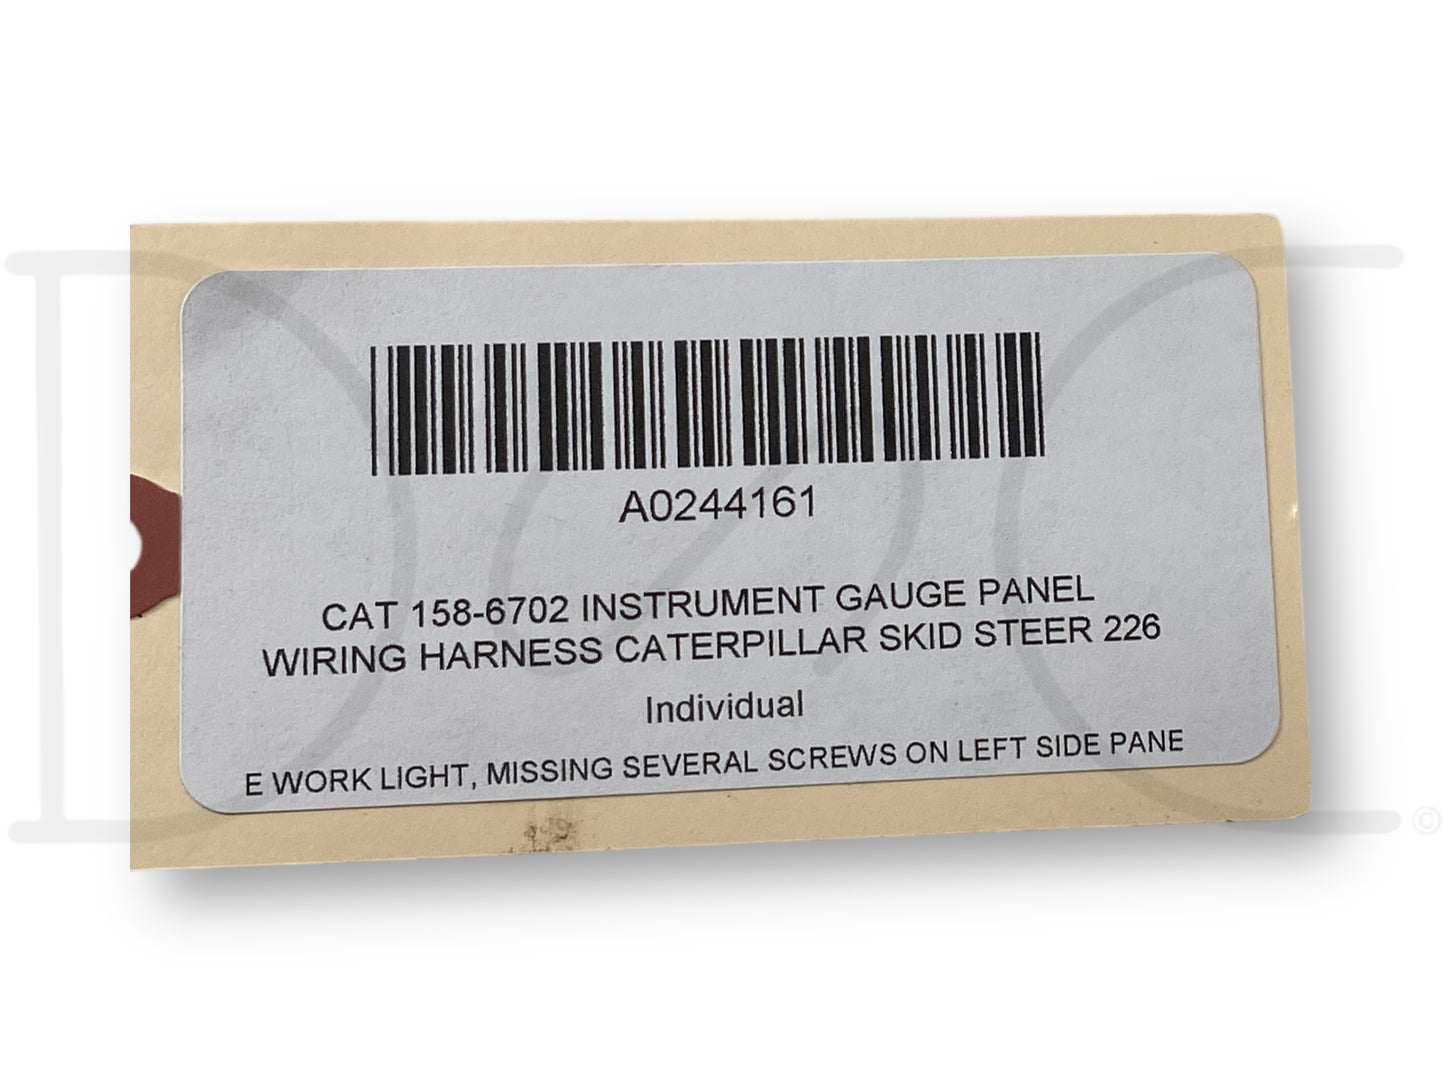 A0244161
CAT 158-6702 INSTRUMENT GAUGE PANEL
WIRING HARNESS CATERPILLAR SKID STEER 226
Individual
E WORK LIGHT, MISSING SEVERAL SCREWS ON LEFT SIDE PANE
©